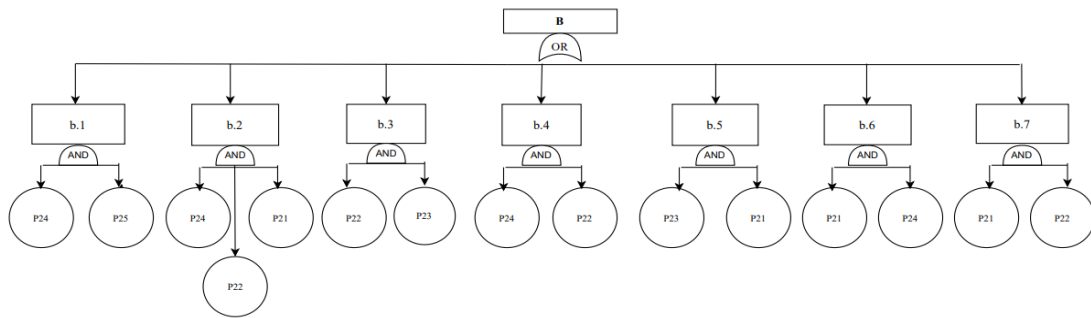 B
OR
b.1
b.2
b.3
b.4
b.5
b.6
b.7
AND
AND
AND
AND
AND
AND
AND
P24
P25
P24
P21
P22
P23
P24
P22
P23
P21
P21
P24
P21
P22
P22